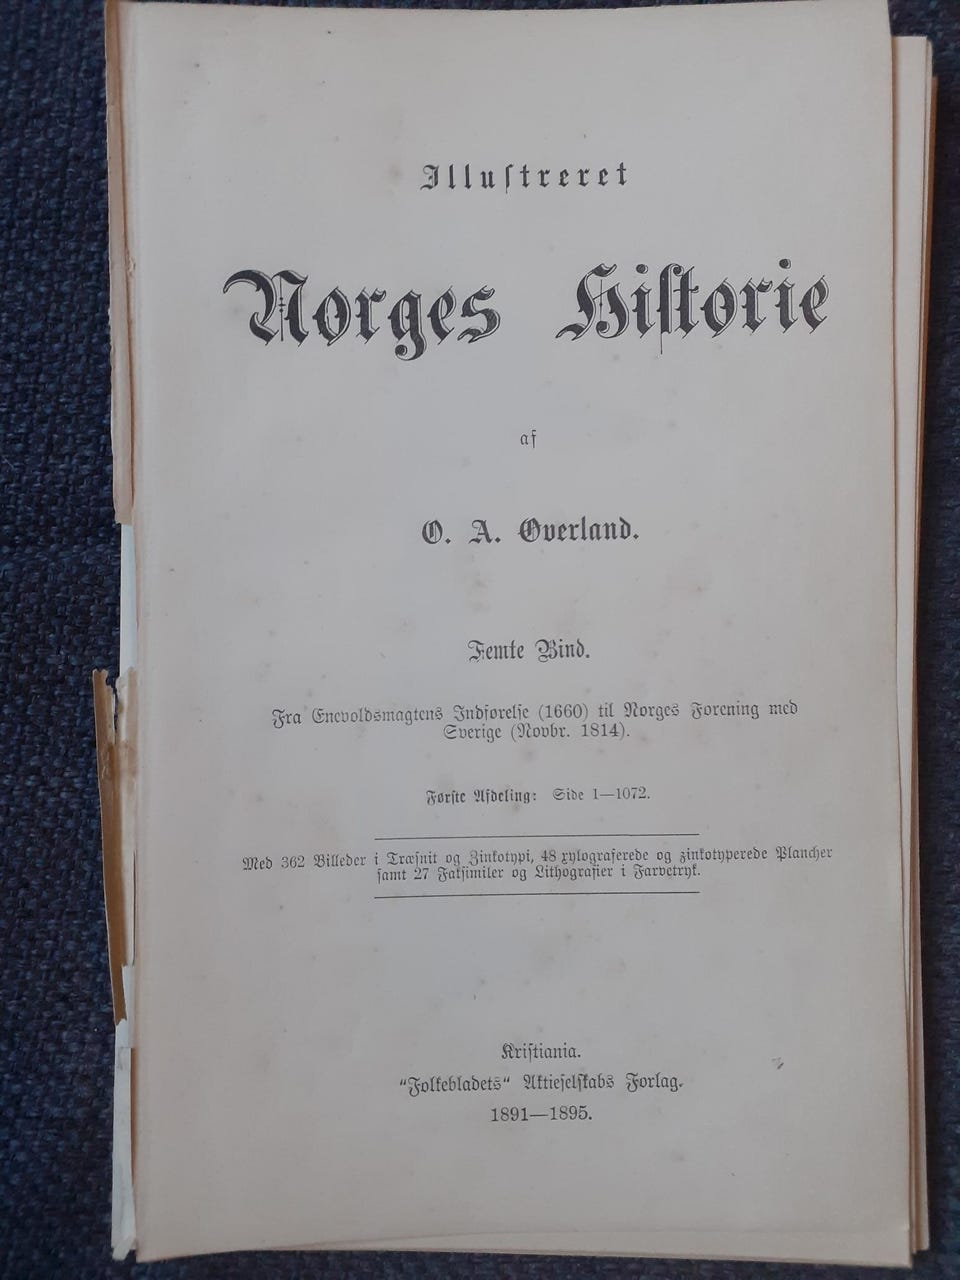 Illustreret
Norges Historie
af
O. A. Øverland.
Femte Bind.
Fra Enevoldsmagtens Indførelse (1660) til Norges Forening med
Sverige (Novbr. 1814).
Første Afdeling: Side 1—1072.
Med 362 Billeder i Træsnit og Zinkotypi, 48 xylograferede og zinkotyperede Plancher
samt 27 Faksimiler og Lithografier i Farvetryk.
Kristiania.
"Folkebladets" Aktieselskabs Forlag.
1891—1895.